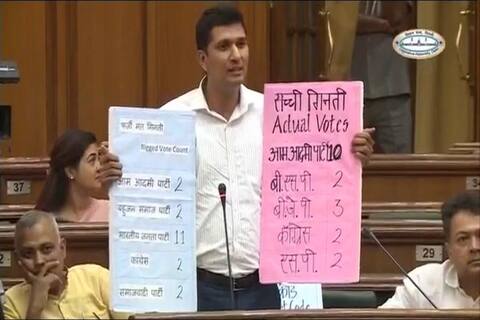 फर्ज़ी मत गिनती
Rigged Vote Count
आम आदमी पार्टी 2
बहुजन समाज पार्टी 2
भारतीय जनता पार्टी 11
कांग्रेस 2
समाजवादी पार्टी 2
सच्ची गिनती
Actual Votes
आम आदमी पार्टी 10
बी.एस.पी. 2
बी.जे.पी. 3
कांग्रेस 2
एस.पी. 2
Code
37
29